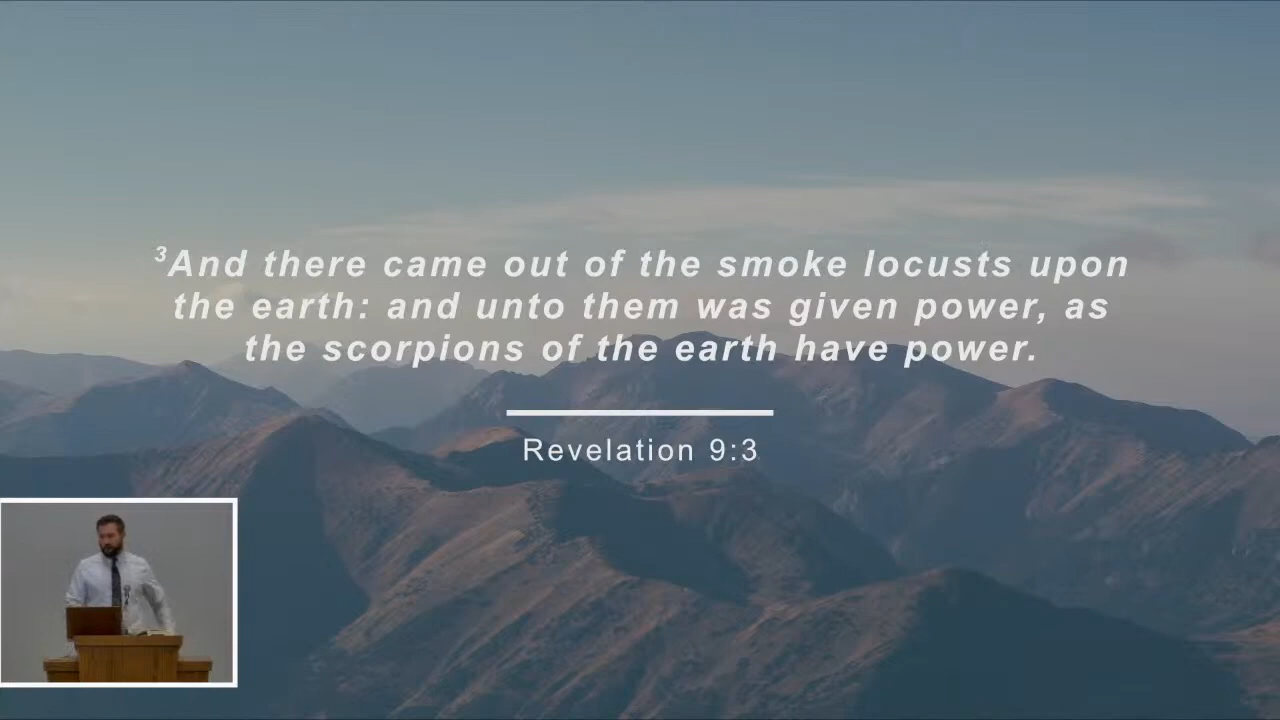 ³And there came out of the smoke locusts upon
the earth: and unto them was given power, as
the scorpions of the earth have power.
Revelation 9:3